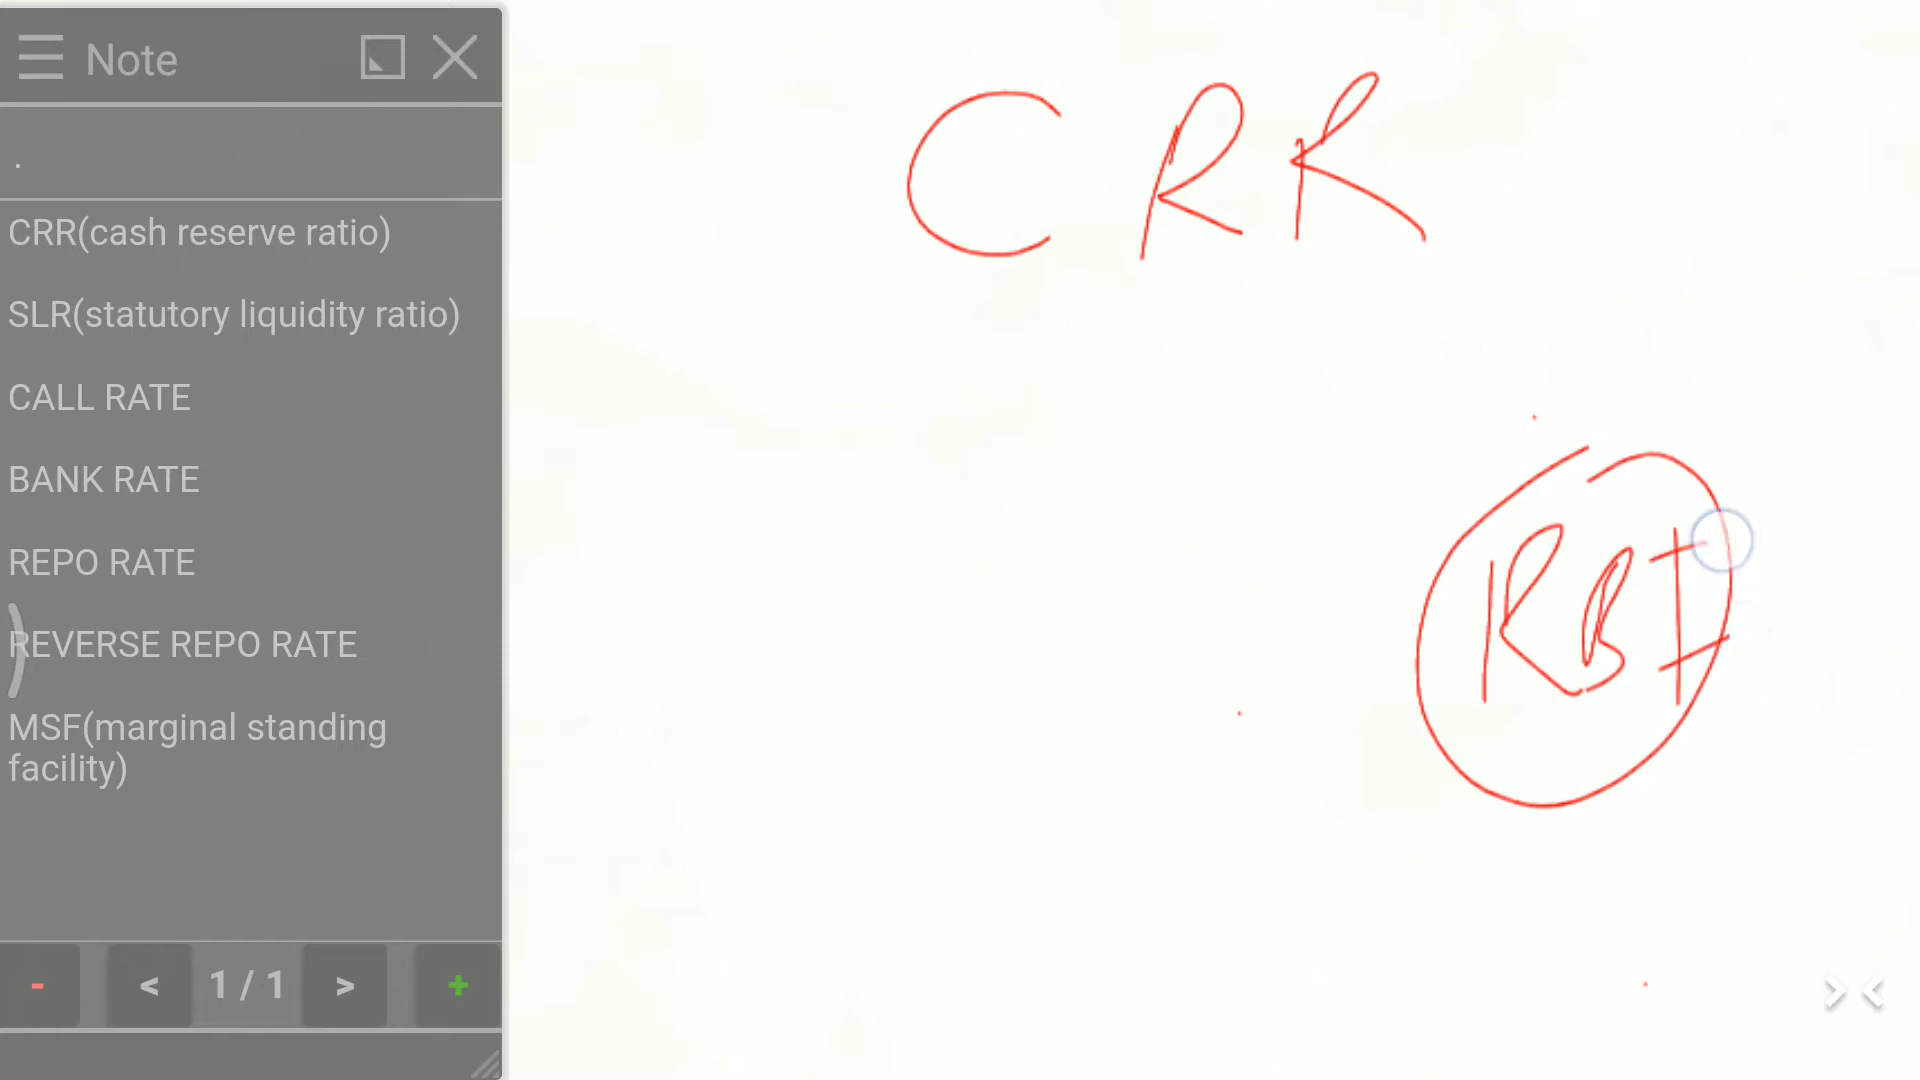 Note
.
CRR(cash reserve ratio)
SLR(statutory liquidity ratio)
CALL RATE
BANK RATE
REPO RATE
REVERSE REPO RATE
MSF(marginal standing
facility)
- < 1 / 1 > +
CRR
RBI